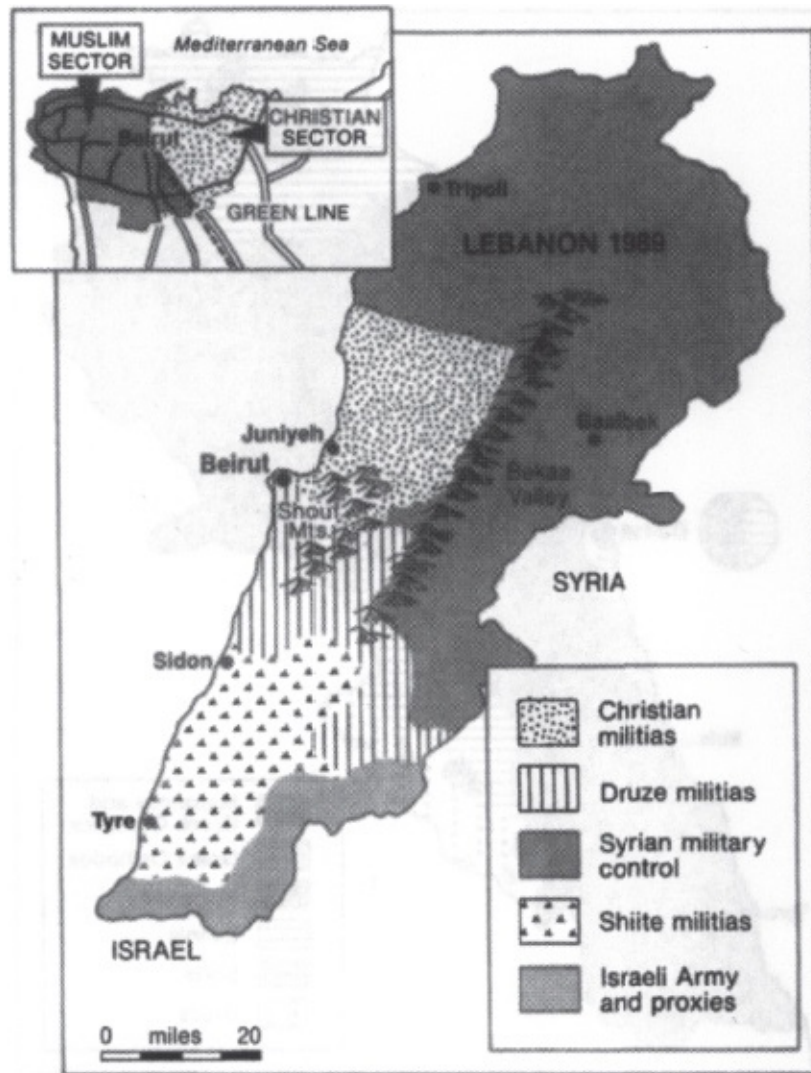 MUSLIM
SECTOR
Mediterranean Sea
CHRISTIAN
SECTOR
Beirut
GREEN LINE
Tripoli
LEBANON 1989
Juniyeh
Baalbek
Beirut
Bekaa
Valley
Shouf
Mts.
SYRIA
Sidon
Christian
militias
Druze militias
Tyre
Syrian military
control
Shiite militias
ISRAEL
Israeli Army
and proxies
0 miles 20